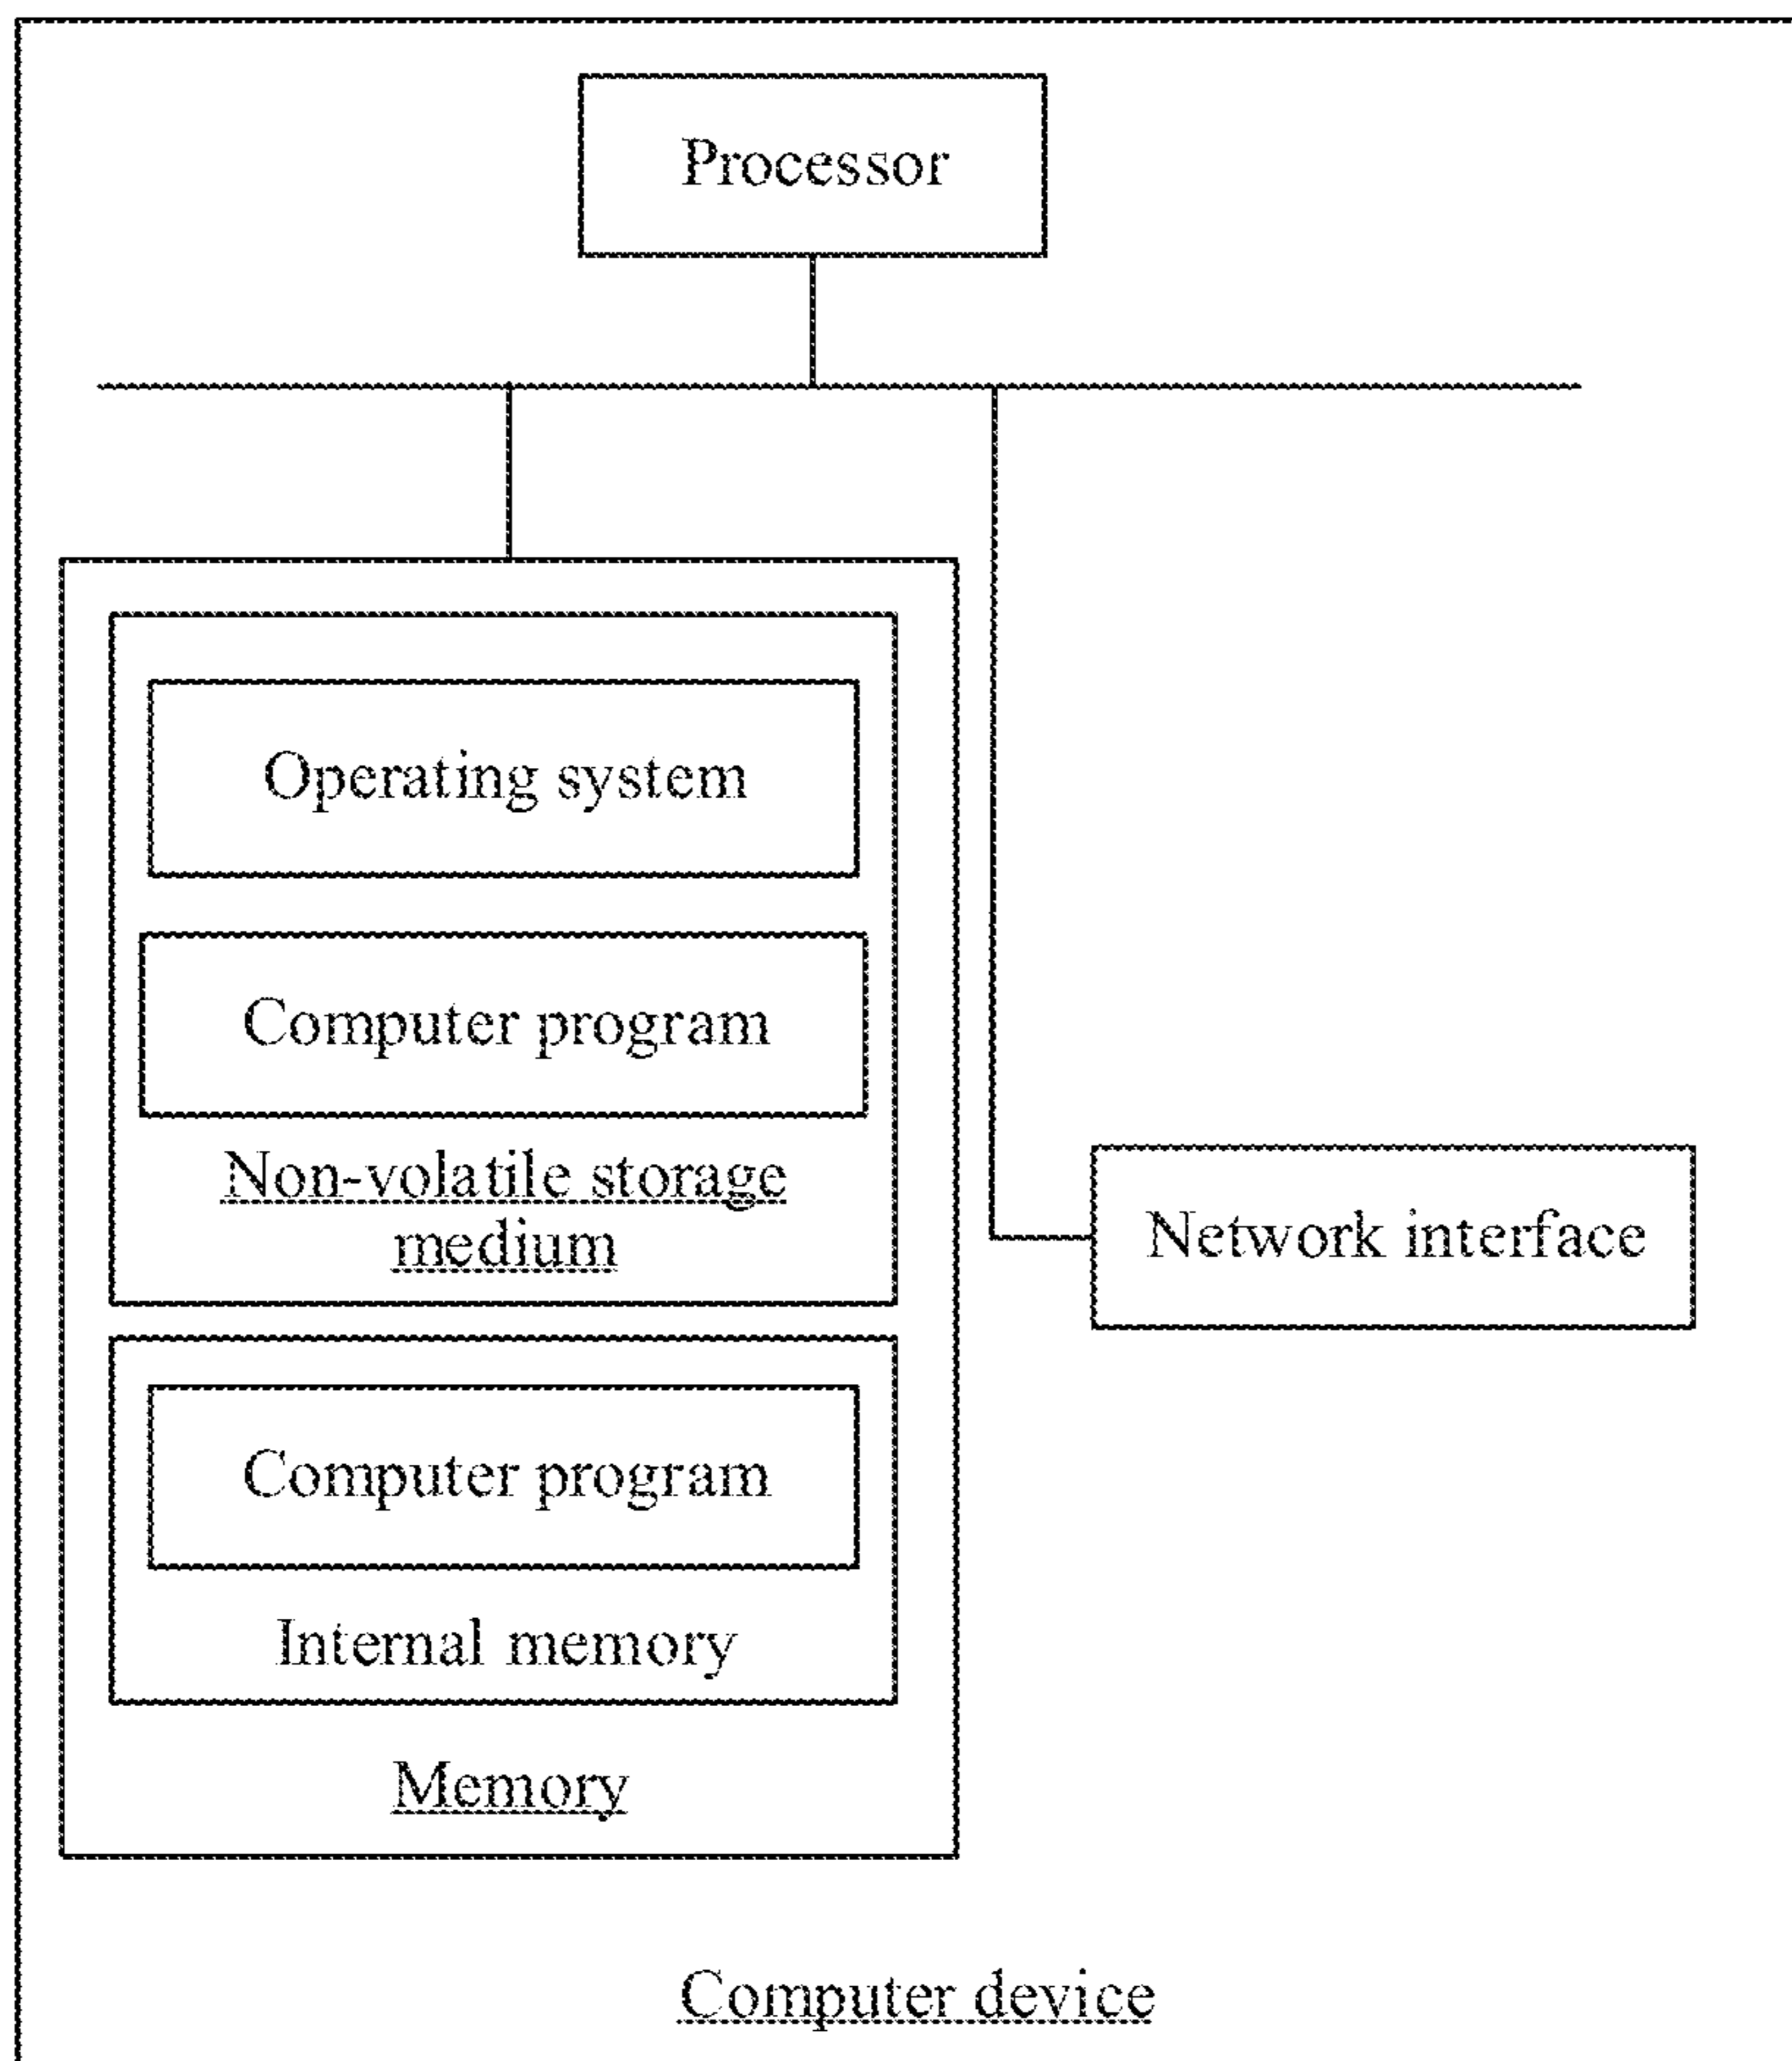 Processor
Operating system
Computer program
Non-volatile storage
medium
Network interface
Computer program
Internal memory
Memory
Computer device